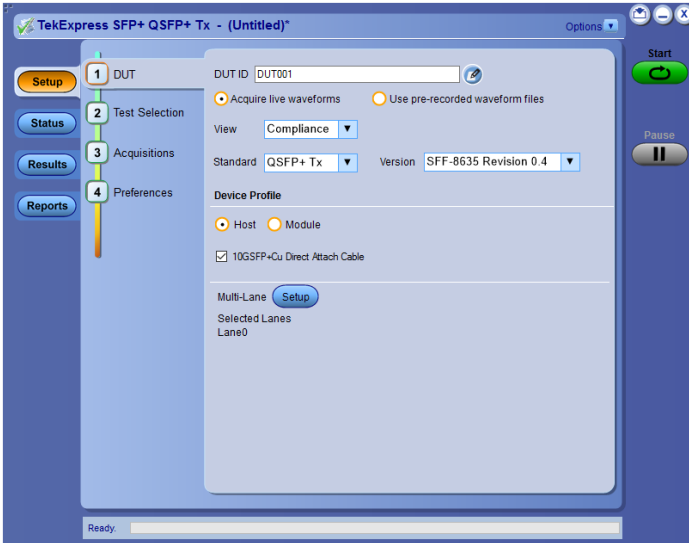 TekExpress SFP+ QSFP+ Tx - (Untitled)*
Options
Start
Pause
Setup
Status
Results
Reports
1 DUT
2 Test Selection
3 Acquisitions
4 Preferences
DUT ID DUT001
Acquire live waveforms Use pre-recorded waveform files
View Compliance
Standard QSFP+ Tx Version SFF-8635 Revision 0.4
Device Profile
Host Module
10GSFP+Cu Direct Attach Cable
Multi-Lane Setup
Selected Lanes
Lane0
Ready.